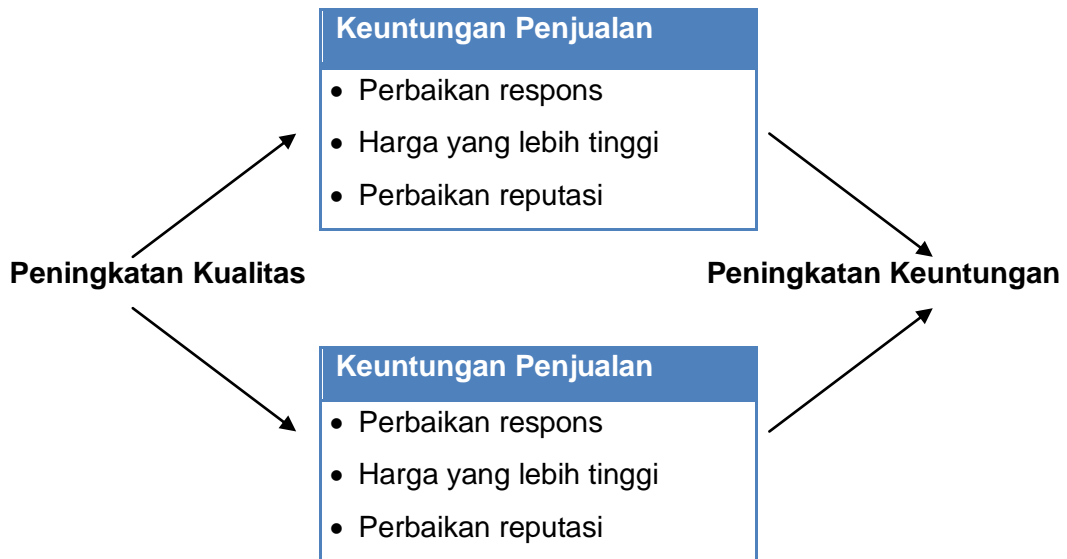 Keuntungan Penjualan
• Perbaikan respons
• Harga yang lebih tinggi
• Perbaikan reputasi
Peningkatan Kualitas
Peningkatan Keuntungan
Keuntungan Penjualan
• Perbaikan respons
• Harga yang lebih tinggi
• Perbaikan reputasi